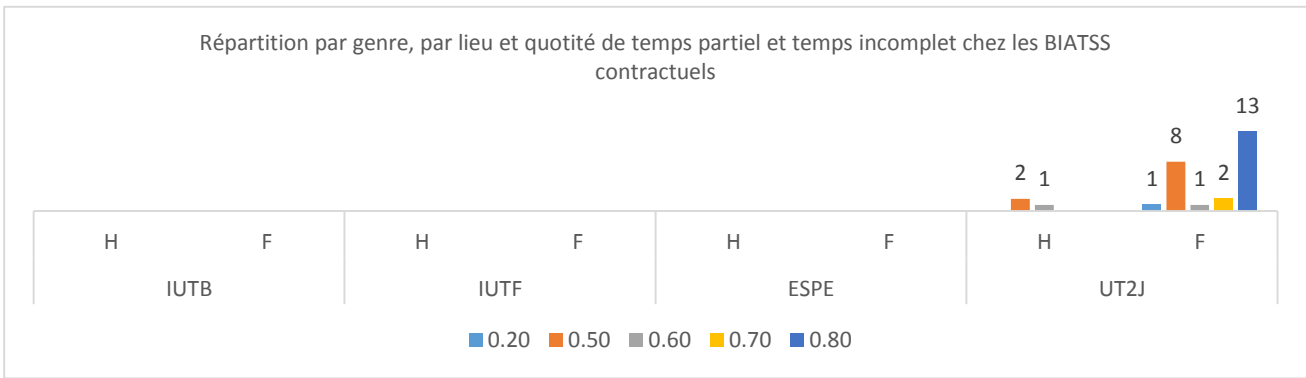 Répartition par genre, par lieu et quotité de temps partiel et temps incomplet chez les BIATSS
contractuels
13
8
2 1 1 1 2
H F H F H F H F
IUTB IUTF ESPE UT2J
0.20 0.50 0.60 0.70 0.80